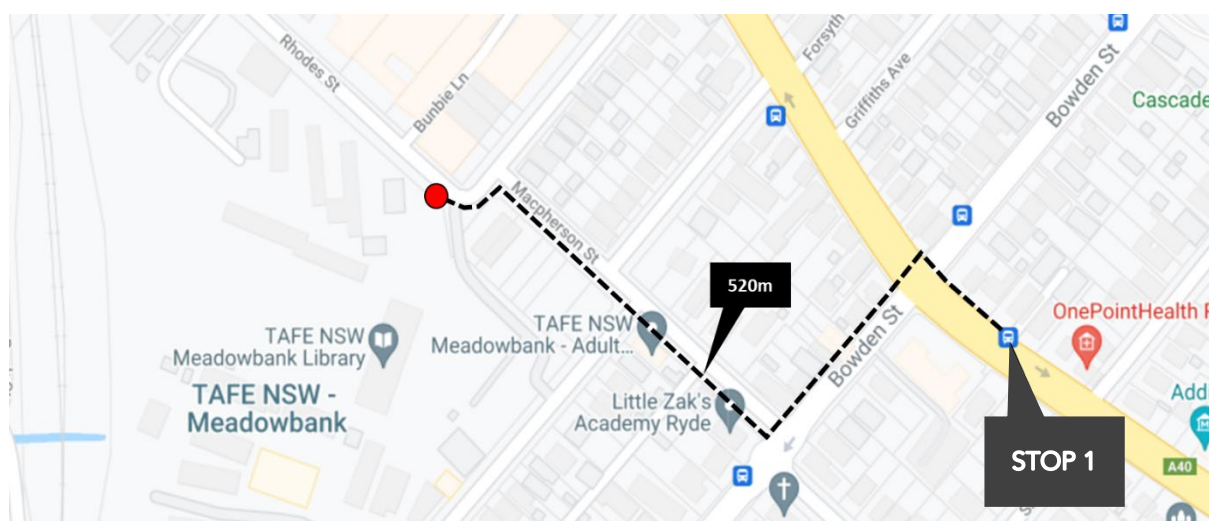 Rhodes St
Bunbie Ln
Forsyth
Griffiths Ave
Bowden St
Cascade
Macpherson St
520m
OnePointHealth
TAFE NSW
Meadowbank Library
TAFE NSW
Meadowbank - Adult...
Bowden St
TAFE NSW -
Meadowbank
Little Zak's
Academy Ryde
Add
STOP 1
A40